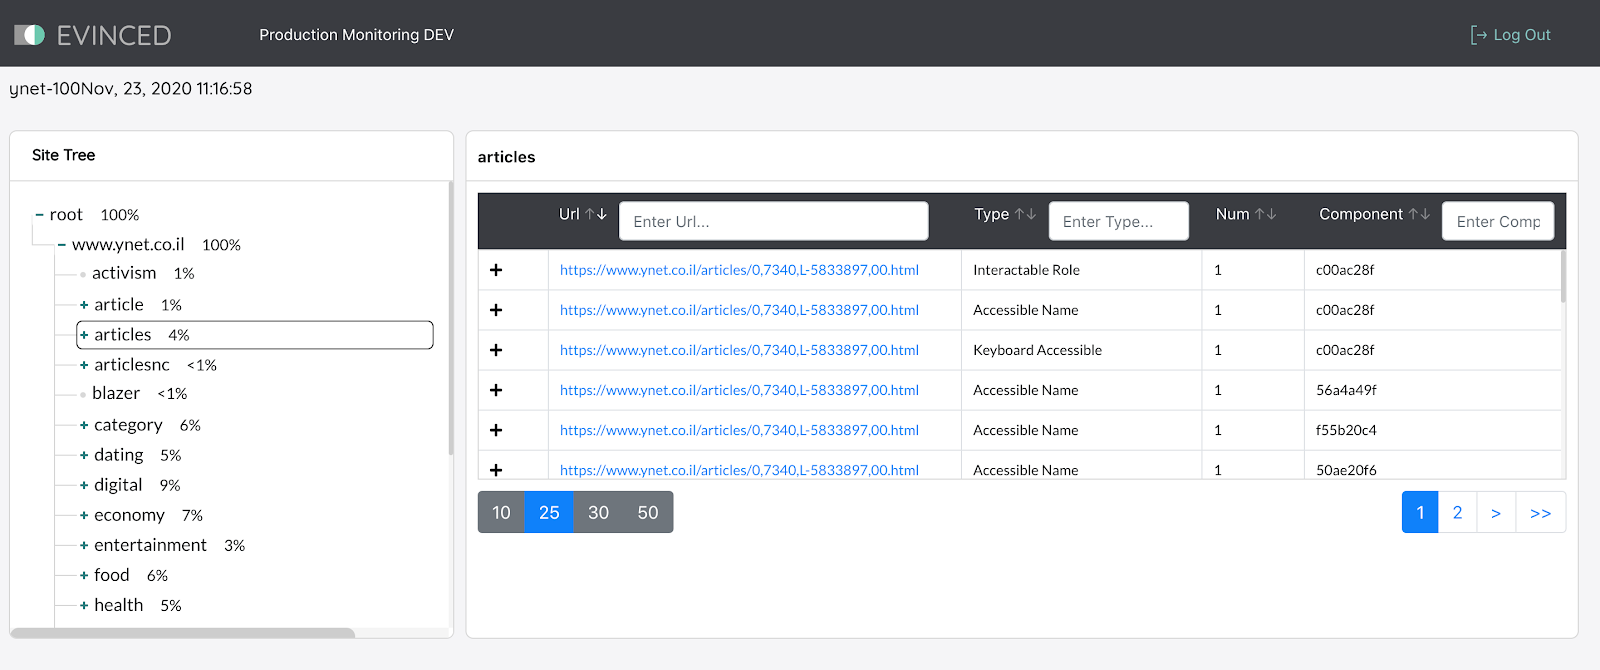 EVINCED
Production Monitoring DEV
Log Out
ynet-100Nov, 23, 2020 11:16:58
Site Tree
root 100%
www.ynet.co.il 100%
activism 1%
article 1%
articles 4%
articlesnc <1%
blazer <1%
category 6%
dating 5%
digital 9%
economy 7%
entertainment 3%
food 6%
health 5%
articles
Url ↑↓ Enter Url... Type ↑↓ Enter Type... Num ↑↓ Component ↑↓ Enter Comp
+ https://www.ynet.co.il/articles/0,7340,L-5833897,00.html Interactable Role 1 c00ac28f
+ https://www.ynet.co.il/articles/0,7340,L-5833897,00.html Accessible Name 1 c00ac28f
+ https://www.ynet.co.il/articles/0,7340,L-5833897,00.html Keyboard Accessible 1 c00ac28f
+ https://www.ynet.co.il/articles/0,7340,L-5833897,00.html Accessible Name 1 56a4a49f
+ https://www.ynet.co.il/articles/0,7340,L-5833897,00.html Accessible Name 1 f55b20c4
+ https://www.ynet.co.il/articles/0,7340,L-5833897,00.html Accessible Name 1 50ae20f6
10 25 30 50
1 2 > >>